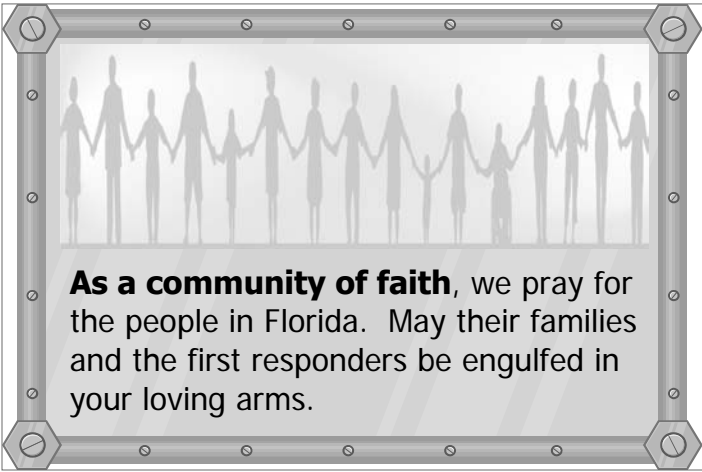 As a community of faith, we pray for
the people in Florida.  May their families
and the first responders be engulfed in
your loving arms.